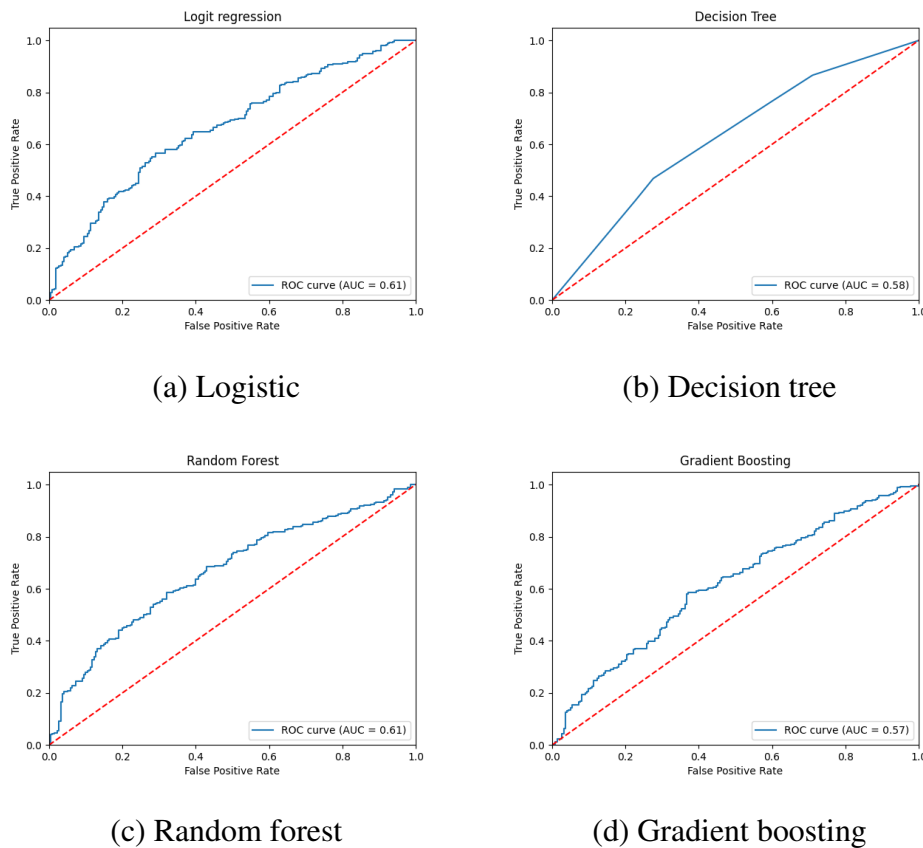 Logit regression
True Positive Rate
1.0
0.8
0.6
0.4
0.2
0.0
ROC curve (AUC = 0.61)
0.0 0.2 0.4 0.6 0.8 1.0
False Positive Rate
(a) Logistic
Decision Tree
True Positive Rate
1.0
0.8
0.6
0.4
0.2
0.0
ROC curve (AUC = 0.58)
0.0 0.2 0.4 0.6 0.8 1.0
False Positive Rate
(b) Decision tree
Random Forest
True Positive Rate
1.0
0.8
0.6
0.4
0.2
0.0
ROC curve (AUC = 0.61)
0.0 0.2 0.4 0.6 0.8 1.0
False Positive Rate
(c) Random forest
Gradient Boosting
True Positive Rate
1.0
0.8
0.6
0.4
0.2
0.0
ROC curve (AUC = 0.57)
0.0 0.2 0.4 0.6 0.8 1.0
False Positive Rate
(d) Gradient boosting